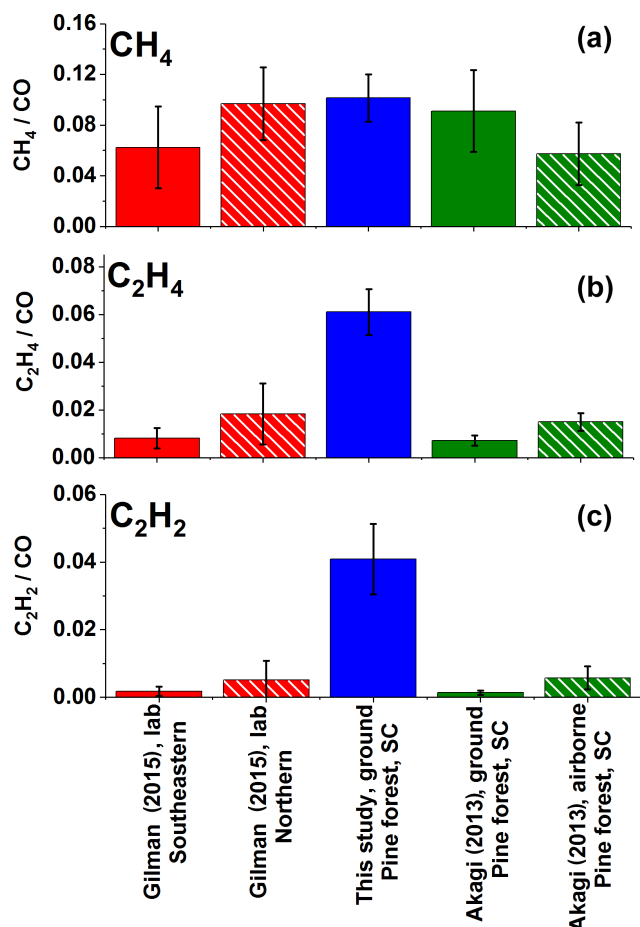 0.16
0.12
0.08
0.04
0.00
CH₄ / CO
CH₄
(a)
0.08
0.06
0.04
0.02
0.00
C₂H₄ / CO
C₂H₄
(b)
0.06
0.04
0.02
0.00
C₂H₂ / CO
C₂H₂
(c)
Gilman (2015), lab
Southeastern
Gilman (2015), lab
Northern
This study, ground
Pine forest, SC
Akagi (2013), ground
Pine forest, SC
Akagi (2013), airborne
Pine forest, SC